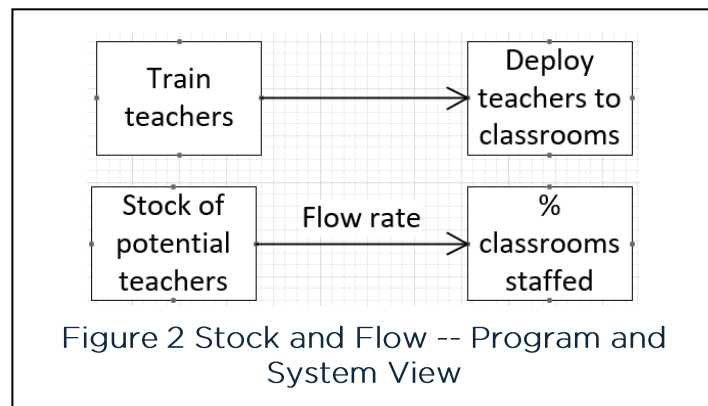 Train
teachers
Deploy
teachers to
classrooms
Stock of
potential
teachers
Flow rate
%
classrooms
staffed
Figure 2 Stock and Flow -- Program and
System View